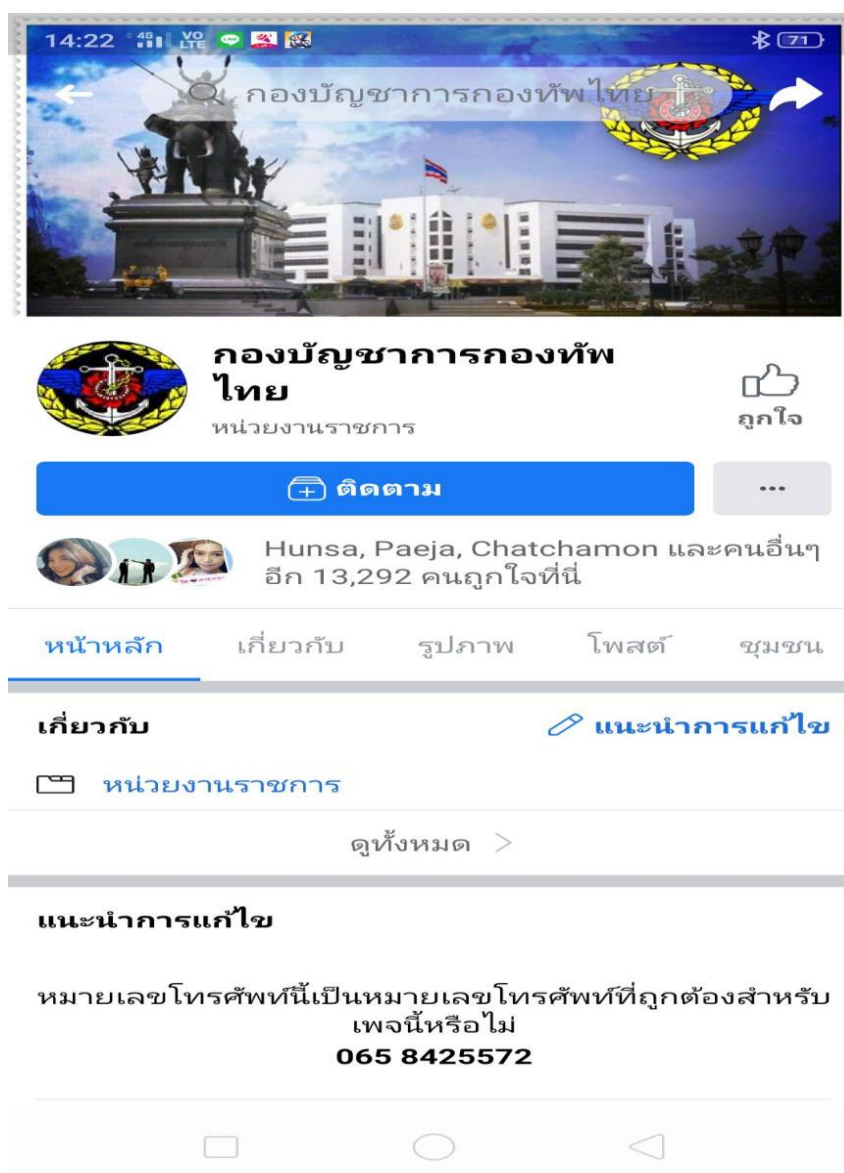 14:22 4G VO LTE 71
กองบัญชาการกองทัพไทย
กองบัญชาการกองทัพ
ไทย
หน่วยงานราชการ
ถูกใจ
ติดตาม
Hunsa, Paeja, Chatchamon และคนอื่นๆ
อีก 13,292 คนถูกใจที่นี่
หน้าหลัก เกี่ยวกับ รูปภาพ โพสต์ ชุมชน
เกี่ยวกับ แนะนำการแก้ไข
หน่วยงานราชการ
ดูทั้งหมด
แนะนำการแก้ไข
หมายเลขโทรศัพท์นี้เป็นหมายเลขโทรศัพท์ที่ถูกต้องสำหรับ
เพจนี้หรือไม่
065 8425572